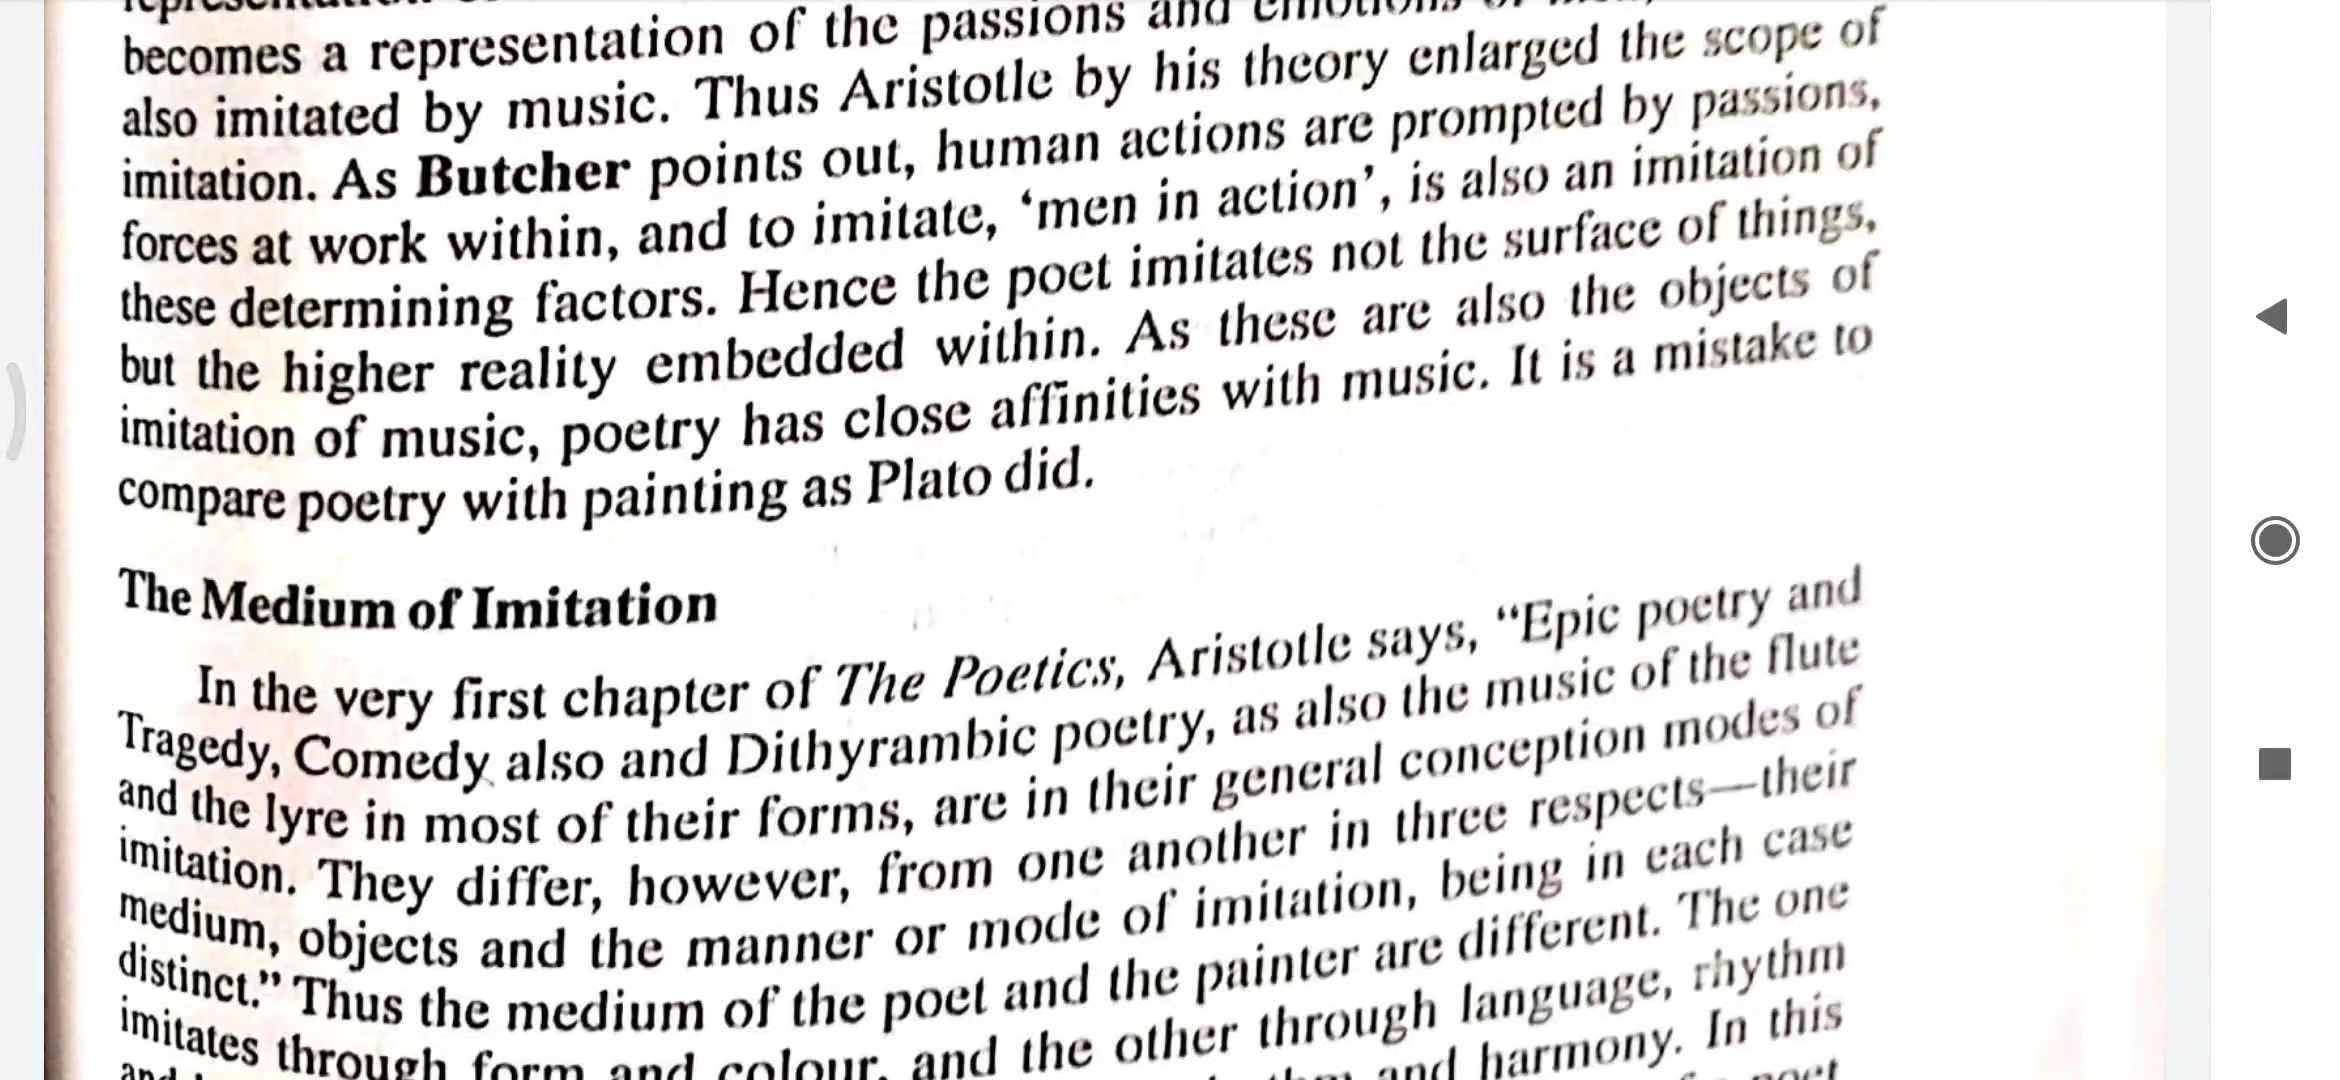 representation of
becomes a representation of the passions and emotions of
also imitated by music. Thus Aristotle by his theory enlarged the scope of
imitation. As Butcher points out, human actions are prompted by passions,
forces at work within, and to imitate, ‘men in action’, is also an imitation of
these determining factors. Hence the poet imitates not the surface of things,
but the higher reality embedded within. As these are also the objects of
imitation of music, poetry has close affinities with music. It is a mistake to
compare poetry with painting as Plato did.
The Medium of Imitation
In the very first chapter of The Poetics, Aristotle says, “Epic poetry and
Tragedy, Comedy also and Dithyrambic poetry, as also the music of the flute
and the lyre in most of their forms, are in their general conception modes of
imitation. They differ, however, from one another in three respects—their
medium, objects and the manner or mode of imitation, being in each case
distinct.” Thus the medium of the poet and the painter are different. The one
imitates through form and colour, and the other through language, rhythm
and and harmony. In this
poet